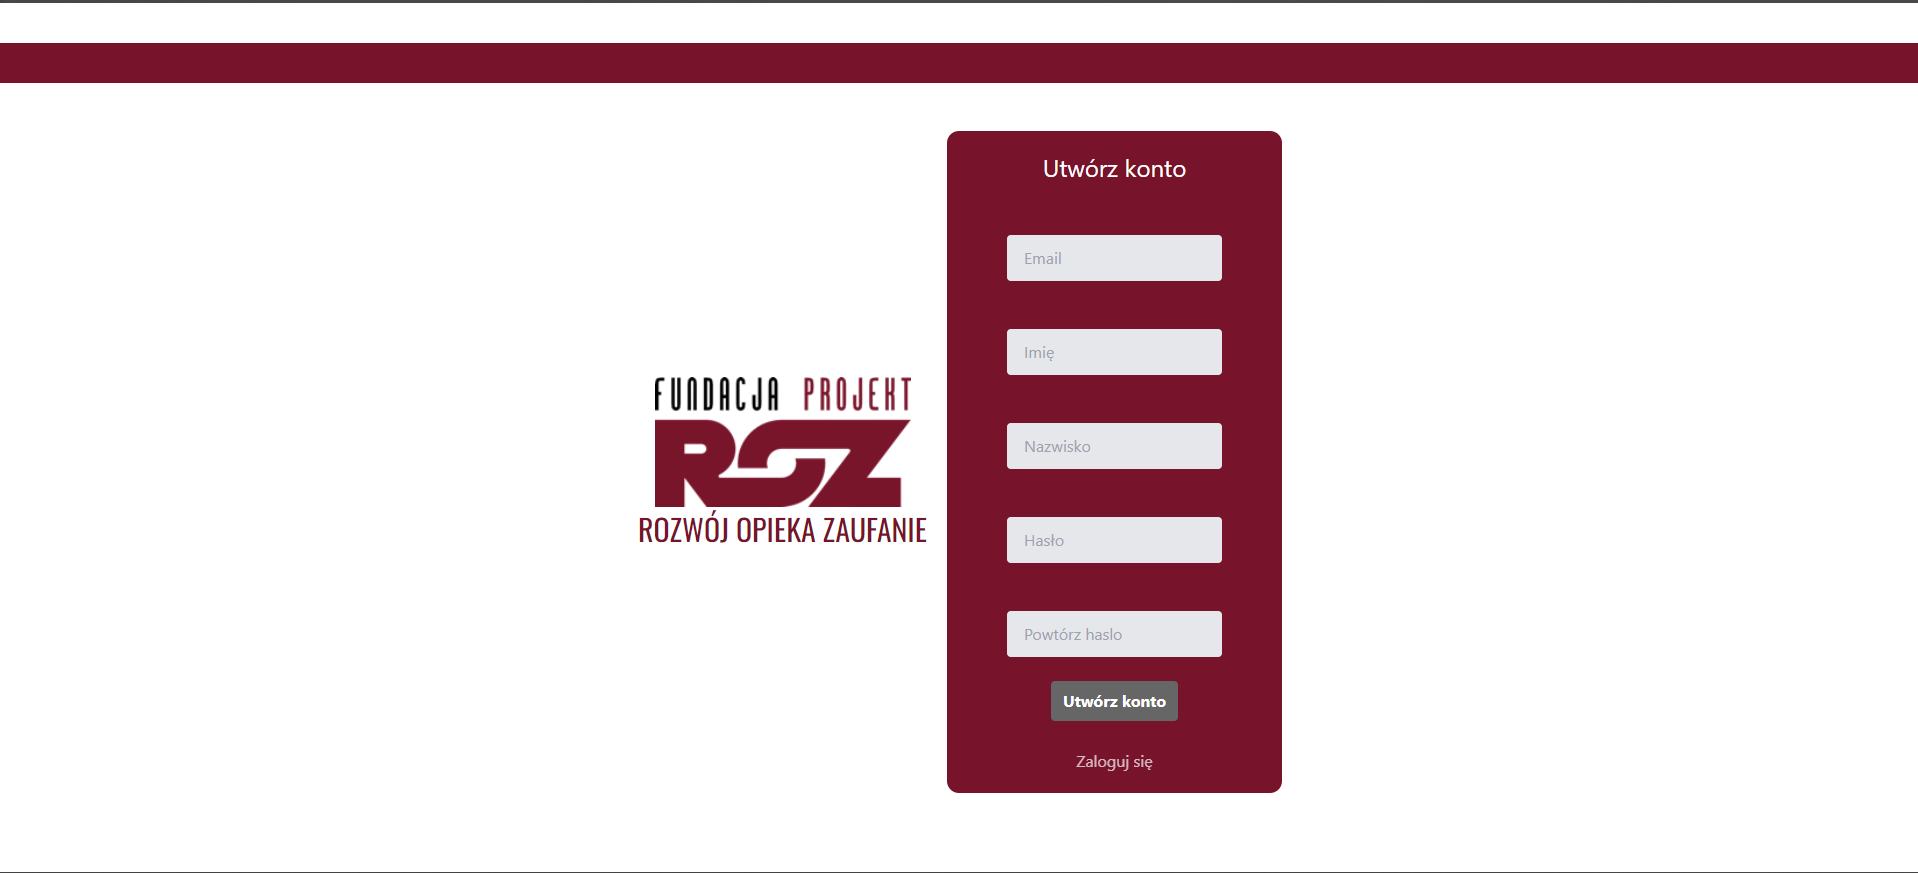 FUNDACJA PROJEKT
ROZ
ROZWÓJ OPIEKA ZAUFANIE
Utwórz konto
Email
Imię
Nazwisko
Hasło
Powtórz haslo
Utwórz konto
Zaloguj się